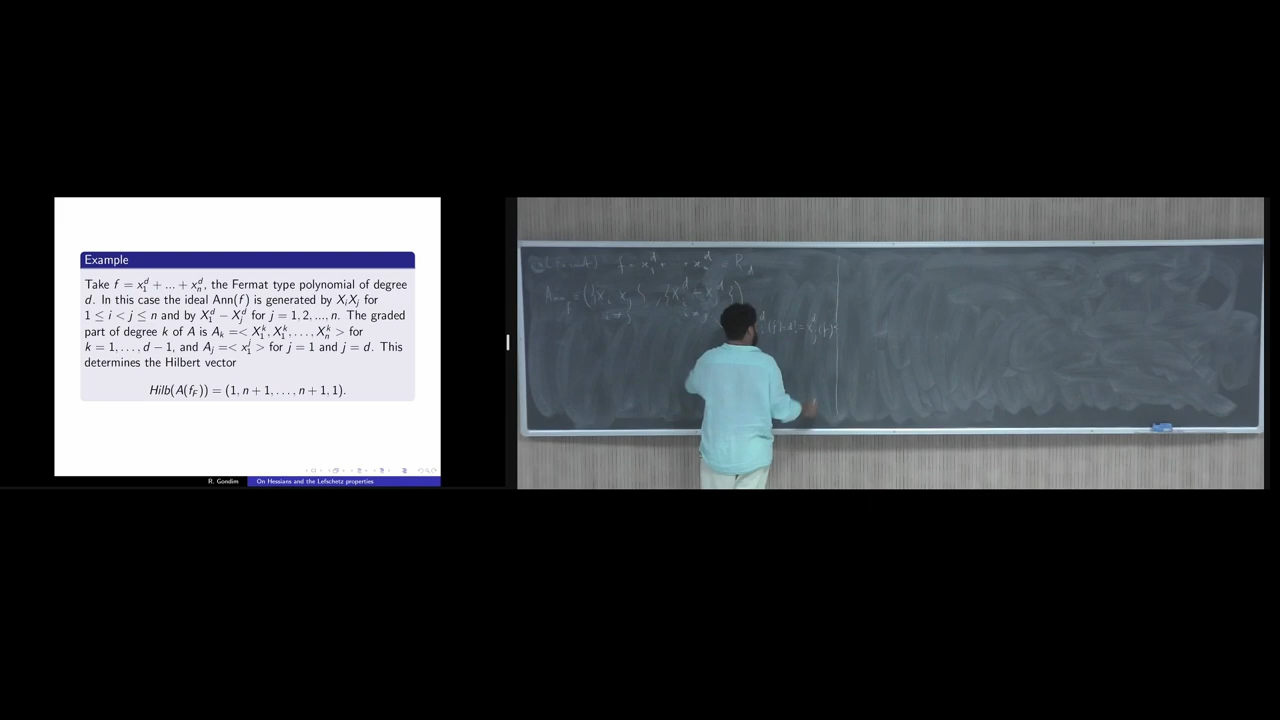 Example
Take f = x_1^d + ... + x_n^d, the Fermat type polynomial of degree
d. In this case the ideal Ann(f) is generated by X_iX_j for
1 ≤ i < j ≤ n and by X_1^d − X_j^d for j = 1, 2, ..., n. The graded
part of degree k of A is A_k =< X_1^k, X_1^k, . . . , X_n^k > for
k = 1, . . . , d − 1, and A_j =< x_1^j > for j = 1 and j = d. This
determines the Hilbert vector
Hilb(A(f_F)) = (1, n + 1, . . . , n + 1, 1).
R. Gondim
On Hessians and the Lefschetz properties
f = x_1^d + ... + x_n^d